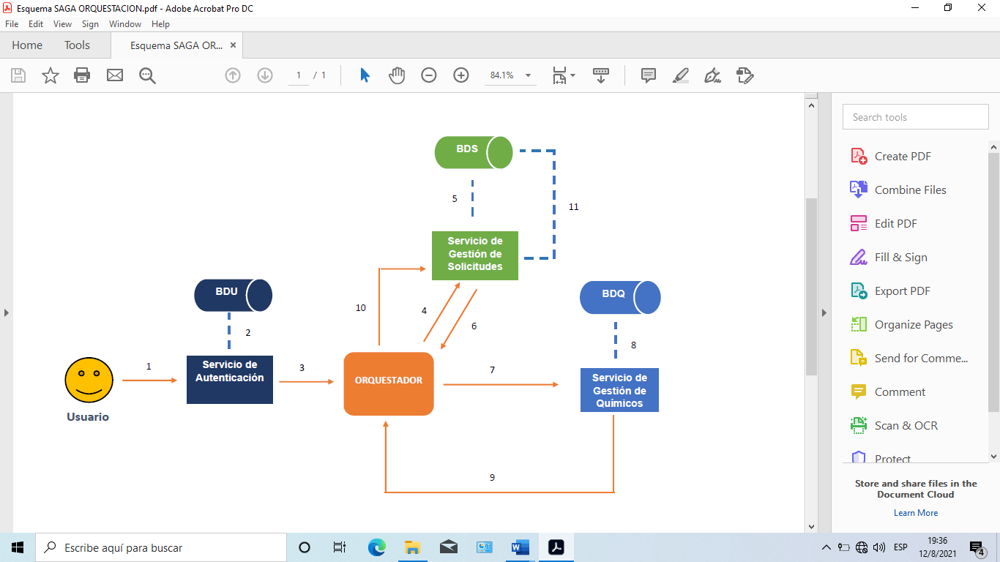 Esquema SAGA ORQUESTACION.pdf - Adobe Acrobat Pro DC
File Edit View Sign Window Help
Home Tools Esquema SAGA OR... ×
1 / 1 84.1%
Search tools
Create PDF
Combine Files
Edit PDF
Fill & Sign
Export PDF
Organize Pages
Send for Comme...
Comment
Scan & OCR
Protect
Store and share files in the
Document Cloud
Learn More
BDS
5
11
Servicio de
Gestión de
Solicitudes
BDU
BDQ
10
4
6
2
8
1
Servicio de
Autenticación
3
ORQUESTADOR
7
Servicio de
Gestión de
Químicos
Usuario
9
Escribe aquí para buscar
ESP
19:36
12/8/2021
4